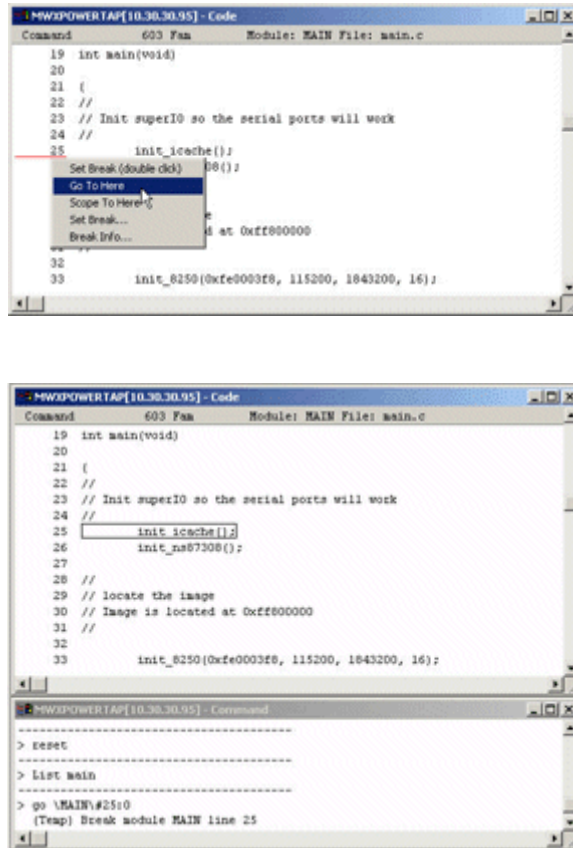 MWXPOWERTAP[10.30.30.95] - Code
Command 603 Fam Module: MAIN File: main.c
19 int main(void)
20
21 {
22 //
23 // Init superIO so the serial ports will work
24 //
25 init_icache();
Set Break (double click) 08();
Go To Here
Scope To Here
Set Break... d at 0xff800000
Break Info...
32
33 init_8250(0xfe0003f8, 115200, 1843200, 16);
MWXPOWERTAP[10.30.30.95] - Code
Command 603 Fam Module: MAIN File: main.c
19 int main(void)
20
21 {
22 //
23 // Init superIO so the serial ports will work
24 //
25 init_icache();
26 init_ns87308();
27
28 //
29 // locate the image
30 // Image is located at 0xff800000
31 //
32
33 init_8250(0xfe0003f8, 115200, 1843200, 16);
MWXPOWERTAP[10.30.30.95] - Command
----------------------------------------
> reset
----------------------------------------
> List main
----------------------------------------
> go \MAIN\#25:0
(Temp) Break module MAIN line 25